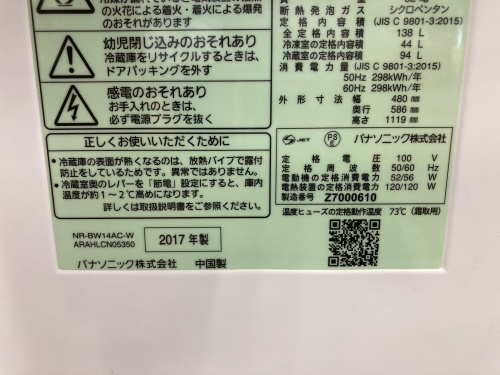 の火花による着火・着火による爆発
のおそれがあります。
幼児閉じ込みのおそれあり
冷蔵庫をリサイクルするときは、
ドアパッキングを外す
感電のおそれあり
お手入れのときは、
必ず電源プラグを抜く
正しくお使いいただくために
・冷蔵庫の表面が熱くなるのは、放熱パイプで露付
防止をしているためです。異常ではありません。
・冷蔵室奥のレバーを「節電」設定にすると、庫内
温度が約1～2℃高めになります。
詳しくは取扱説明書をご参照ください。
NR-BW14AC-W
ARAHLCN05350
2017年製
パナソニック株式会社 中国製
断熱発泡ガス シクロペンタン
定格内容積 (JIS C 9801-3:2015)
全定格内容積 138 L
冷凍室の定格内容積 44 L
冷蔵室の定格内容積 94 L
消費電力量 (JIS C 9801-3:2015)
50Hz 298kWh/年
60Hz 298kWh/年
外形寸法 幅 480 mm
奥行 586 mm
高さ 1119 mm
JET PS E パナソニック株式会社
定格電圧 100 V
定格周波数 50/60 Hz
電動機の定格消費電力 52/56 W
電熱装置の定格消費電力 120/120 W
製造番号 Z7000610
温度ヒューズの定格動作温度 73℃ (霜取用)